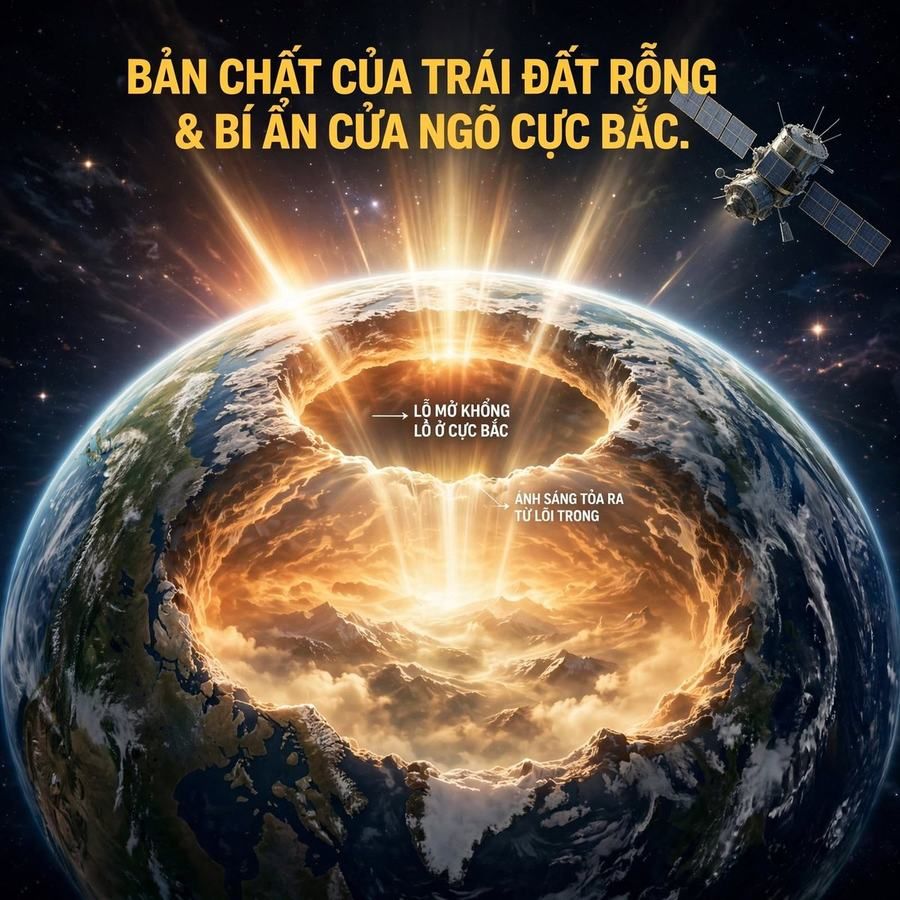 BẢN CHẤT CỦA TRÁI ĐẤT RỖNG
& BÍ ẨN CỬA NGÕ CỰC BẮC.
LỖ MỞ KHỔNG
LỒ Ở CỰC BẮC
ÁNH SÁNG TỎA RA
TỪ LÕI TRONG